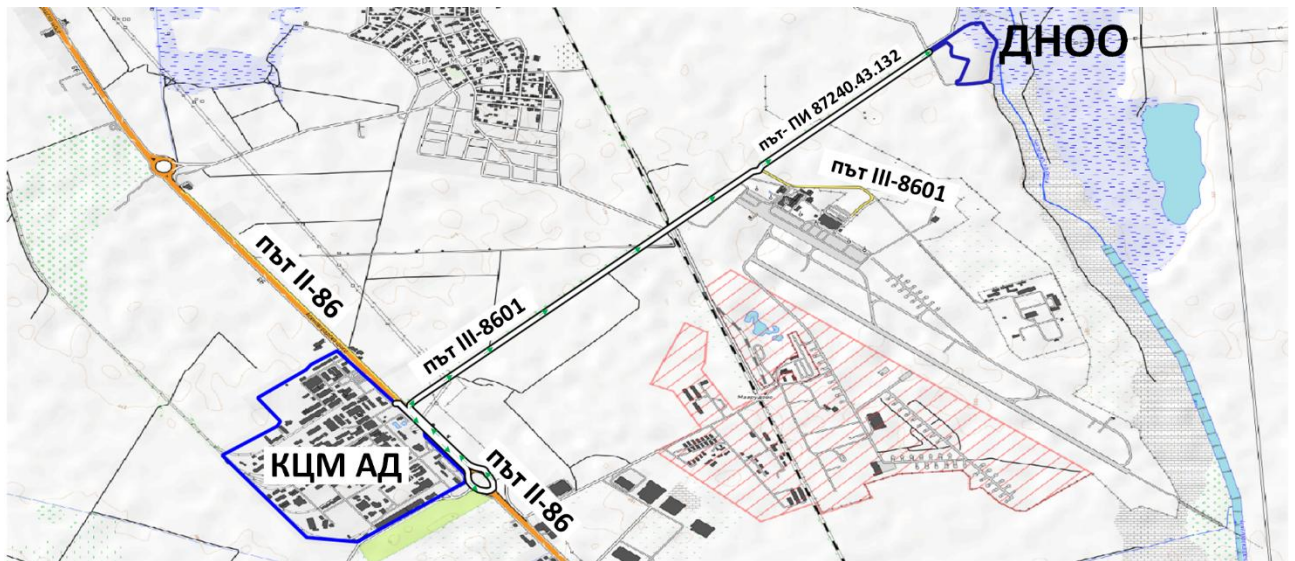 ДНОО
път- ПИ 87240.43.132
път III-8601
път II-86
път III-8601
КЦМ АД
път II-86